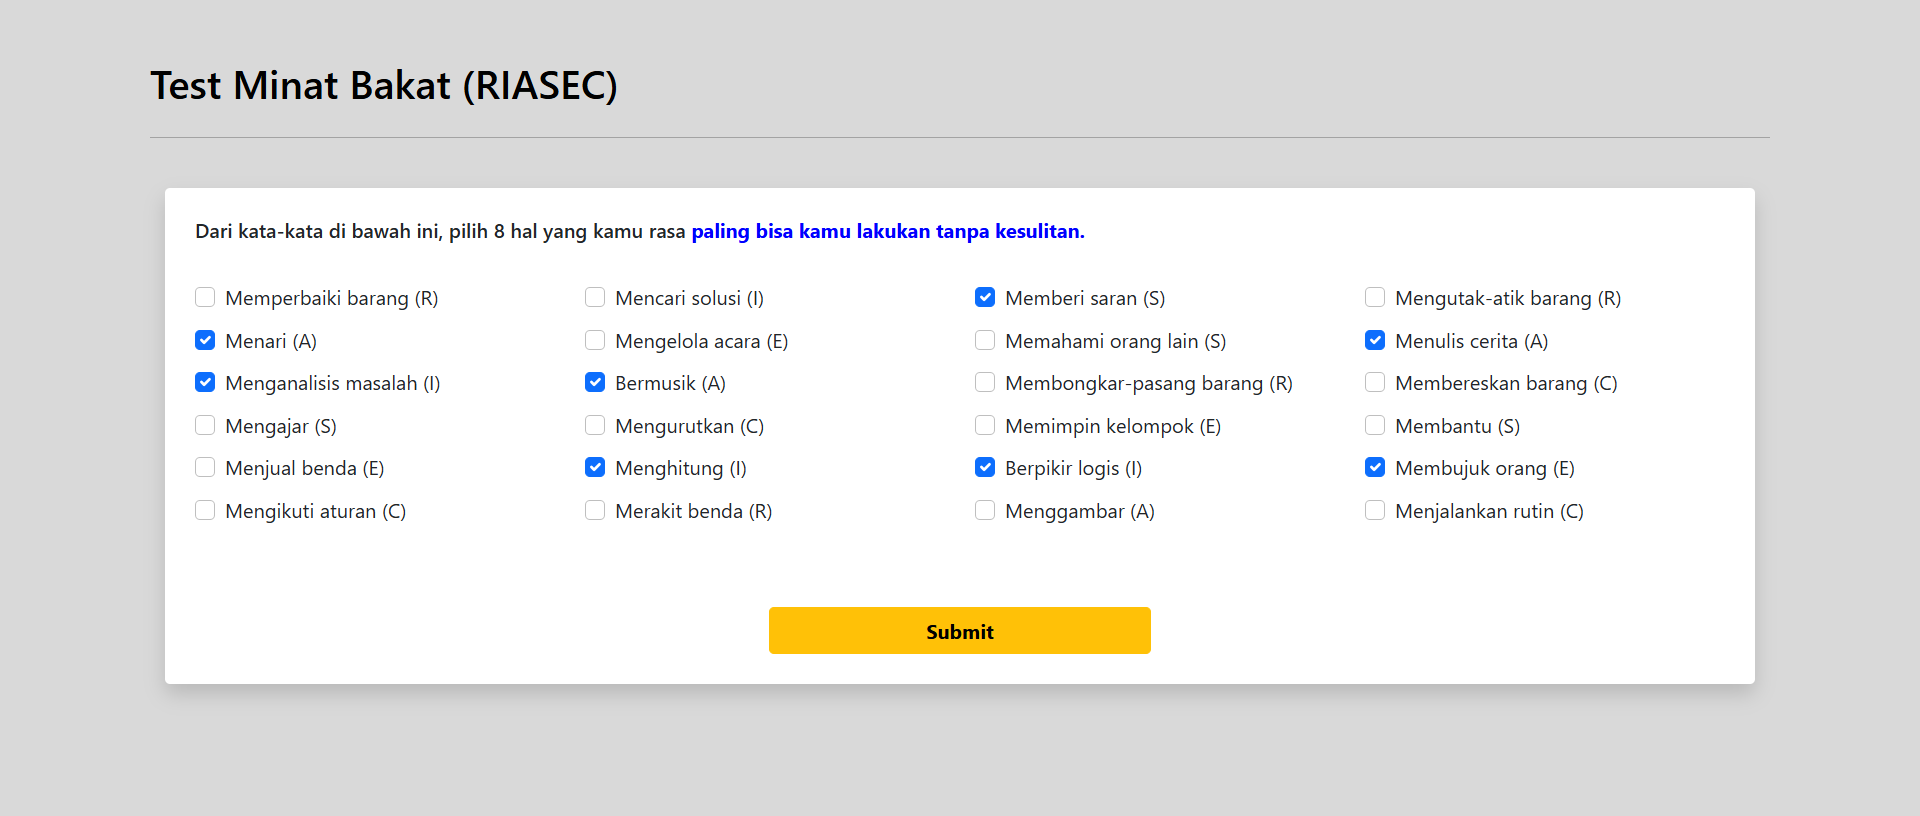 Test Minat Bakat (RIASEC)
Dari kata-kata di bawah ini, pilih 8 hal yang kamu rasa paling bisa kamu lakukan tanpa kesulitan.
Memperbaiki barang (R)
Mencari solusi (I)
Memberi saran (S)
Mengutak-atik barang (R)
Menari (A)
Mengelola acara (E)
Memahami orang lain (S)
Menulis cerita (A)
Menganalisis masalah (I)
Bermusik (A)
Membongkar-pasang barang (R)
Membereskan barang (C)
Mengajar (S)
Mengurutkan (C)
Memimpin kelompok (E)
Membantu (S)
Menjual benda (E)
Menghitung (I)
Berpikir logis (I)
Membujuk orang (E)
Mengikuti aturan (C)
Merakit benda (R)
Menggambar (A)
Menjalankan rutin (C)
Submit